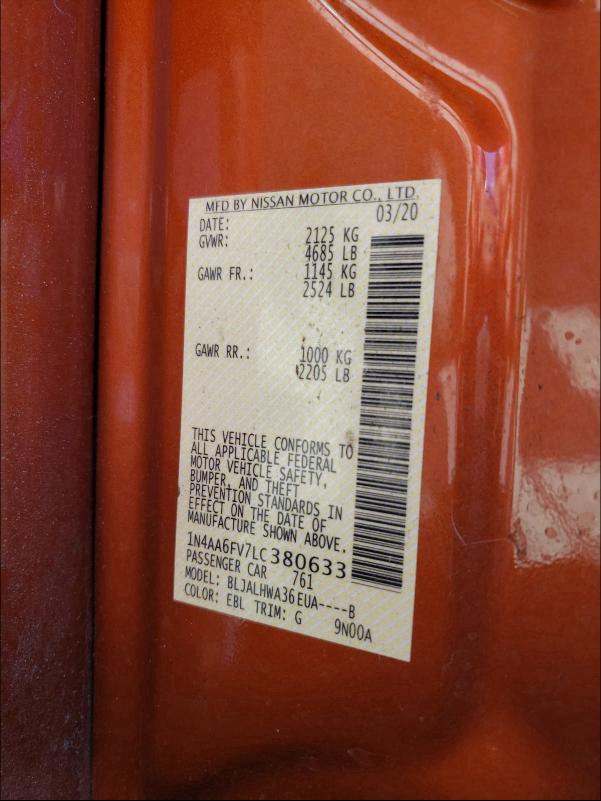 MFD BY NISSAN MOTOR CO., LTD.
DATE: 03/20
GVWR: 2125 KG
4685 LB
GAWR FR.: 1145 KG
2524 LB
GAWR RR.: 1000 KG
2205 LB
THIS VEHICLE CONFORMS TO
ALL APPLICABLE FEDERAL
MOTOR VEHICLE SAFETY,
BUMPER, AND THEFT
PREVENTION STANDARDS IN
EFFECT ON THE DATE OF
MANUFACTURE SHOWN ABOVE.
1N4AA6FV7LC380633
PASSENGER CAR 761
MODEL: BLJALHWA36EUA----B
COLOR: EBL TRIM: G 9N00A